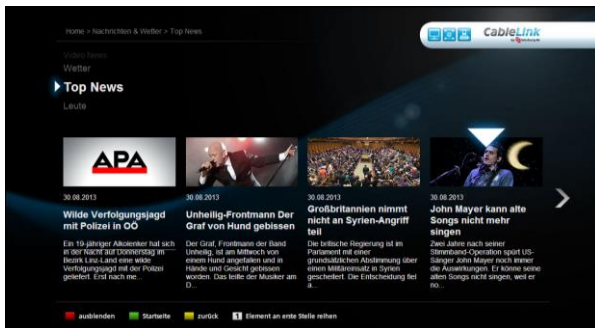 Home > Nachrichten & Wetter > Top News
CableLink
Video News
Wetter
Top News
Leute
APA
30.08.2013
Wilde Verfolgungsjagd
mit Polizei in OÖ
Ein 19-jähriger Alkolenker hat sich
in der Nacht auf Donnerstag im
Bezirk Linz-Land eine wilde
Verfolgungsjagd mit der Polizei
geliefert. Erst nach me...
30.08.2013
Unheilig-Frontmann Der
Graf von Hund gebissen
Der Graf, Frontmann der Band
Unheilig, ist am Mittwoch von
einem Hund angefallen und in
Hände und Gesicht gebissen
worden. Das teilte der Musiker am
D...
30.08.2013
Großbritannien nimmt
nicht an Syrien-Angriff
teil
Die britische Regierung ist im
Parlament mit einer
grundsätzlichen Abstimmung über
einen Militäreinsatz in Syrien
gescheitert. Die Entscheidung fiel
a...
30.08.2013
John Mayer kann alte
Songs nicht mehr
singen
Zwei Jahre nach seiner
Stimmband-Operation spürt US-
Sänger John Mayer noch immer
die Auswirkungen. Er könne seine
alten Songs nicht singen, weil er
no...
ausblenden Startseite zurück 1 Element an erste Stelle reihen